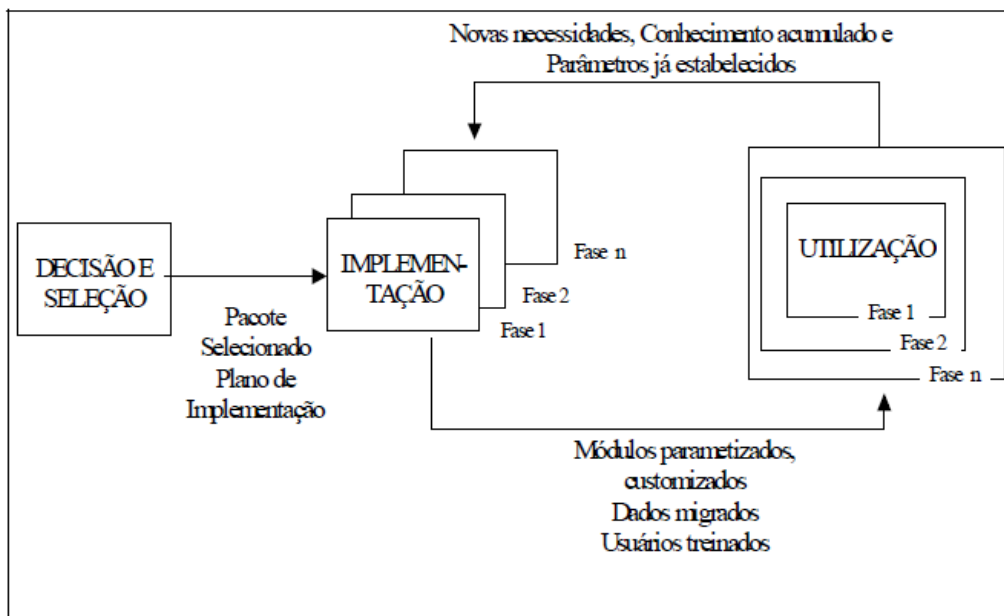 Novas necessidades, Conhecimento acumulado e
Parâmetros já estabelecidos
DECISÃO E
SELEÇÃO
Pacote
Selecionado
Plano de
Implementação
IMPLEMEN-
TAÇÃO
Fase 1
Fase 2
Fase n
UTILIZAÇÃO
Fase 1
Fase 2
Fase n
Módulos parametizados,
customizados
Dados migrados
Usuários treinados